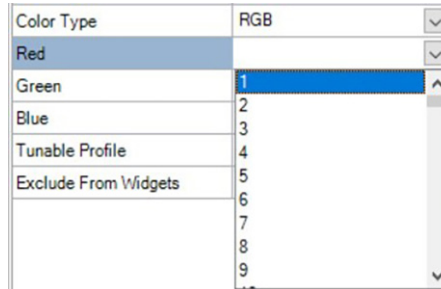 Color Type RGB
Red
Green 1
Blue 2
3
Tunable Profile 4
5
Exclude From Widgets 6
7
8
9